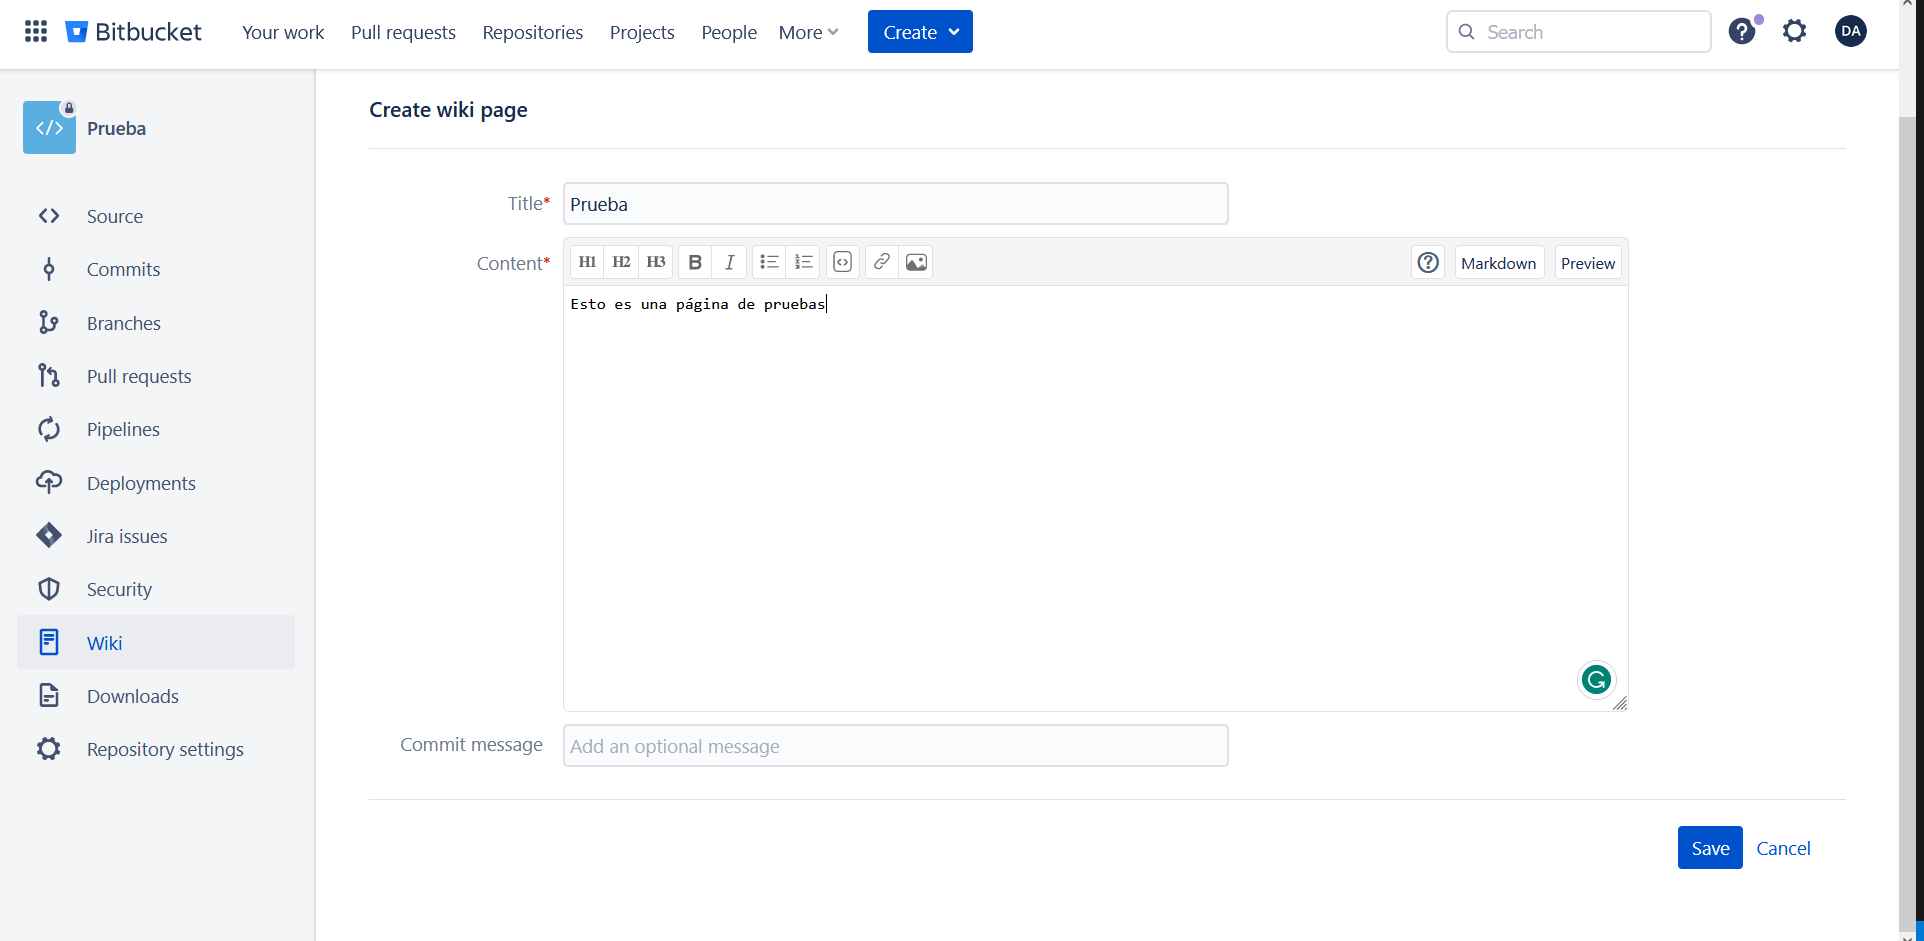 Bitbucket Your work Pull requests Repositories Projects People More Create Search DA
Prueba
Source
Commits
Branches
Pull requests
Pipelines
Deployments
Jira issues
Security
Wiki
Downloads
Repository settings
Create wiki page
Title* Prueba
Content* H1 H2 H3 B I Markdown Preview
Esto es una página de pruebas
Commit message Add an optional message
Save Cancel